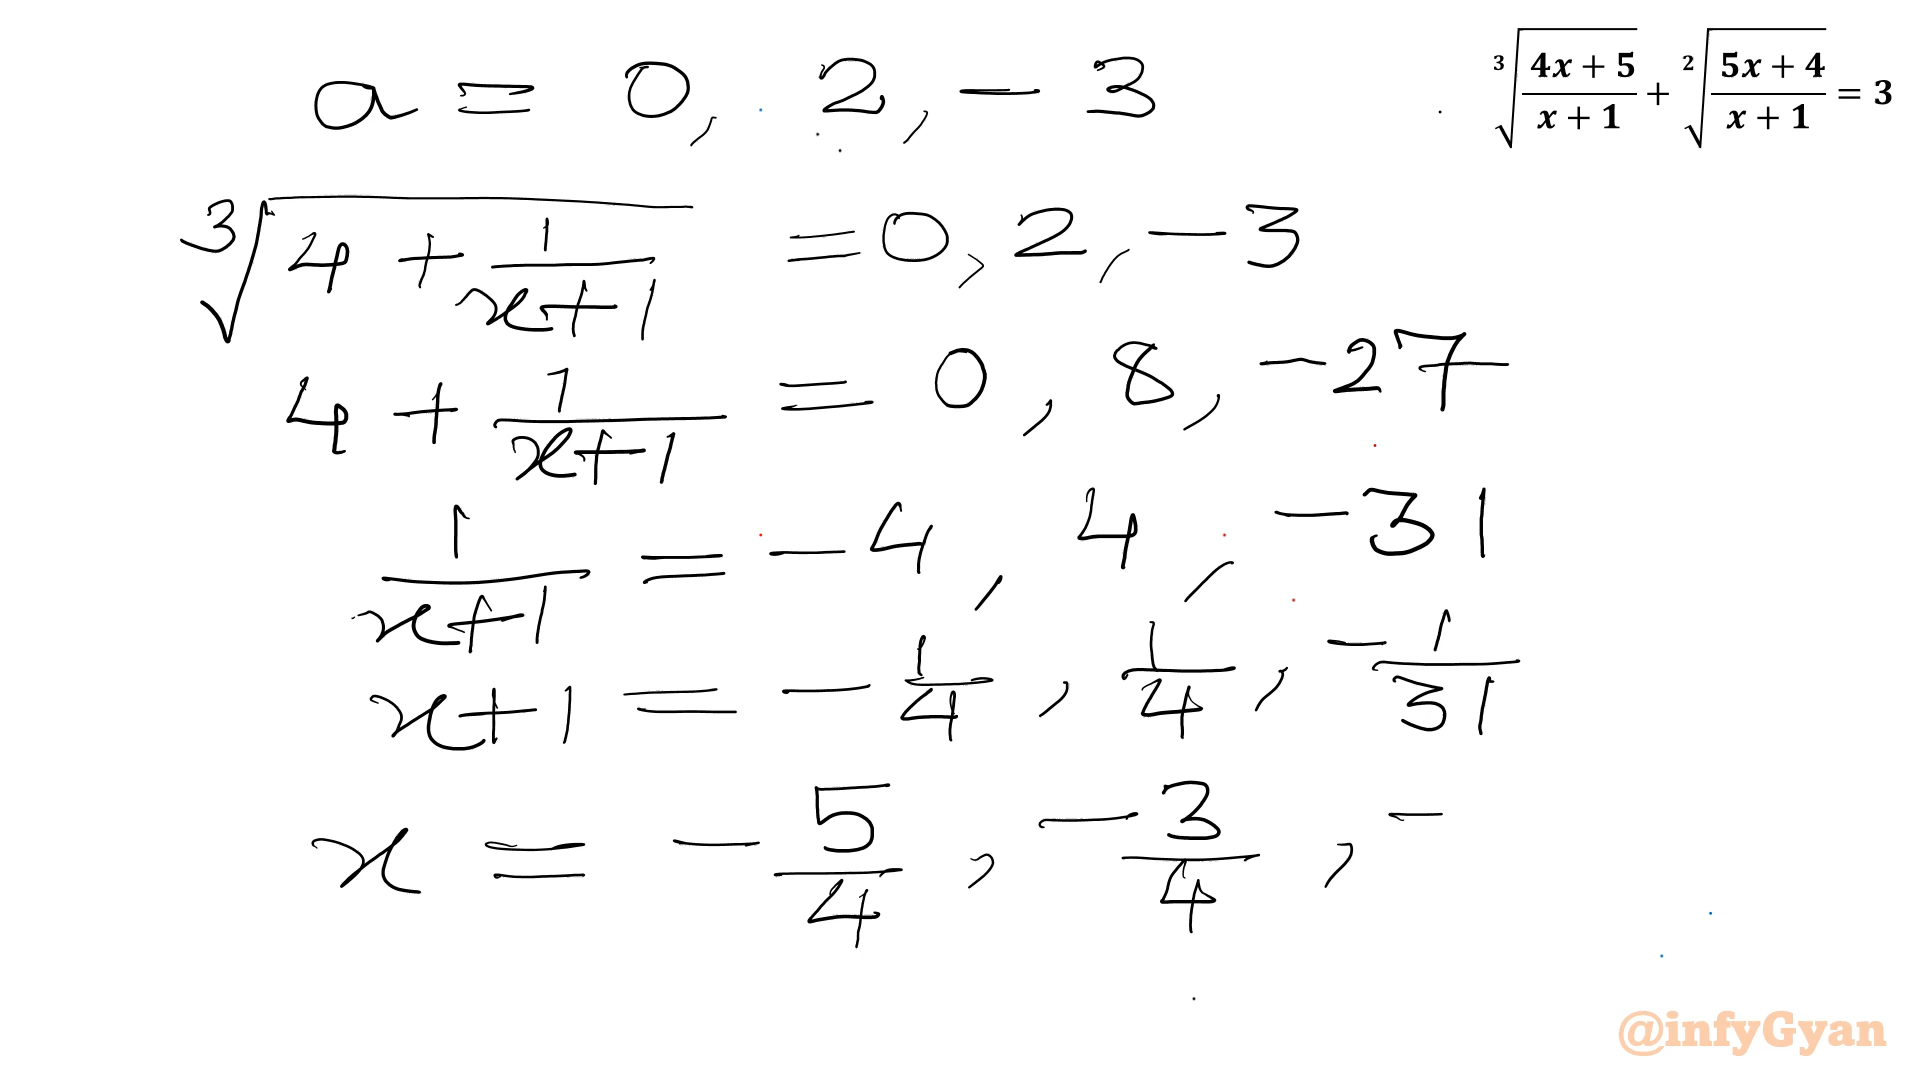 a = 0, 2, -3
∛((4x + 5)/(x + 1)) + ²√((5x + 4)/(x + 1)) = 3
∛(4 + 1/(x+1)) = 0, 2, -3
4 + 1/(x+1) = 0, 8, -27
1/(x+1) = -4, 4, -31
x+1 = -1/4, 1/4, -1/31
x = -5/4, -3/4, -
@infyGyan